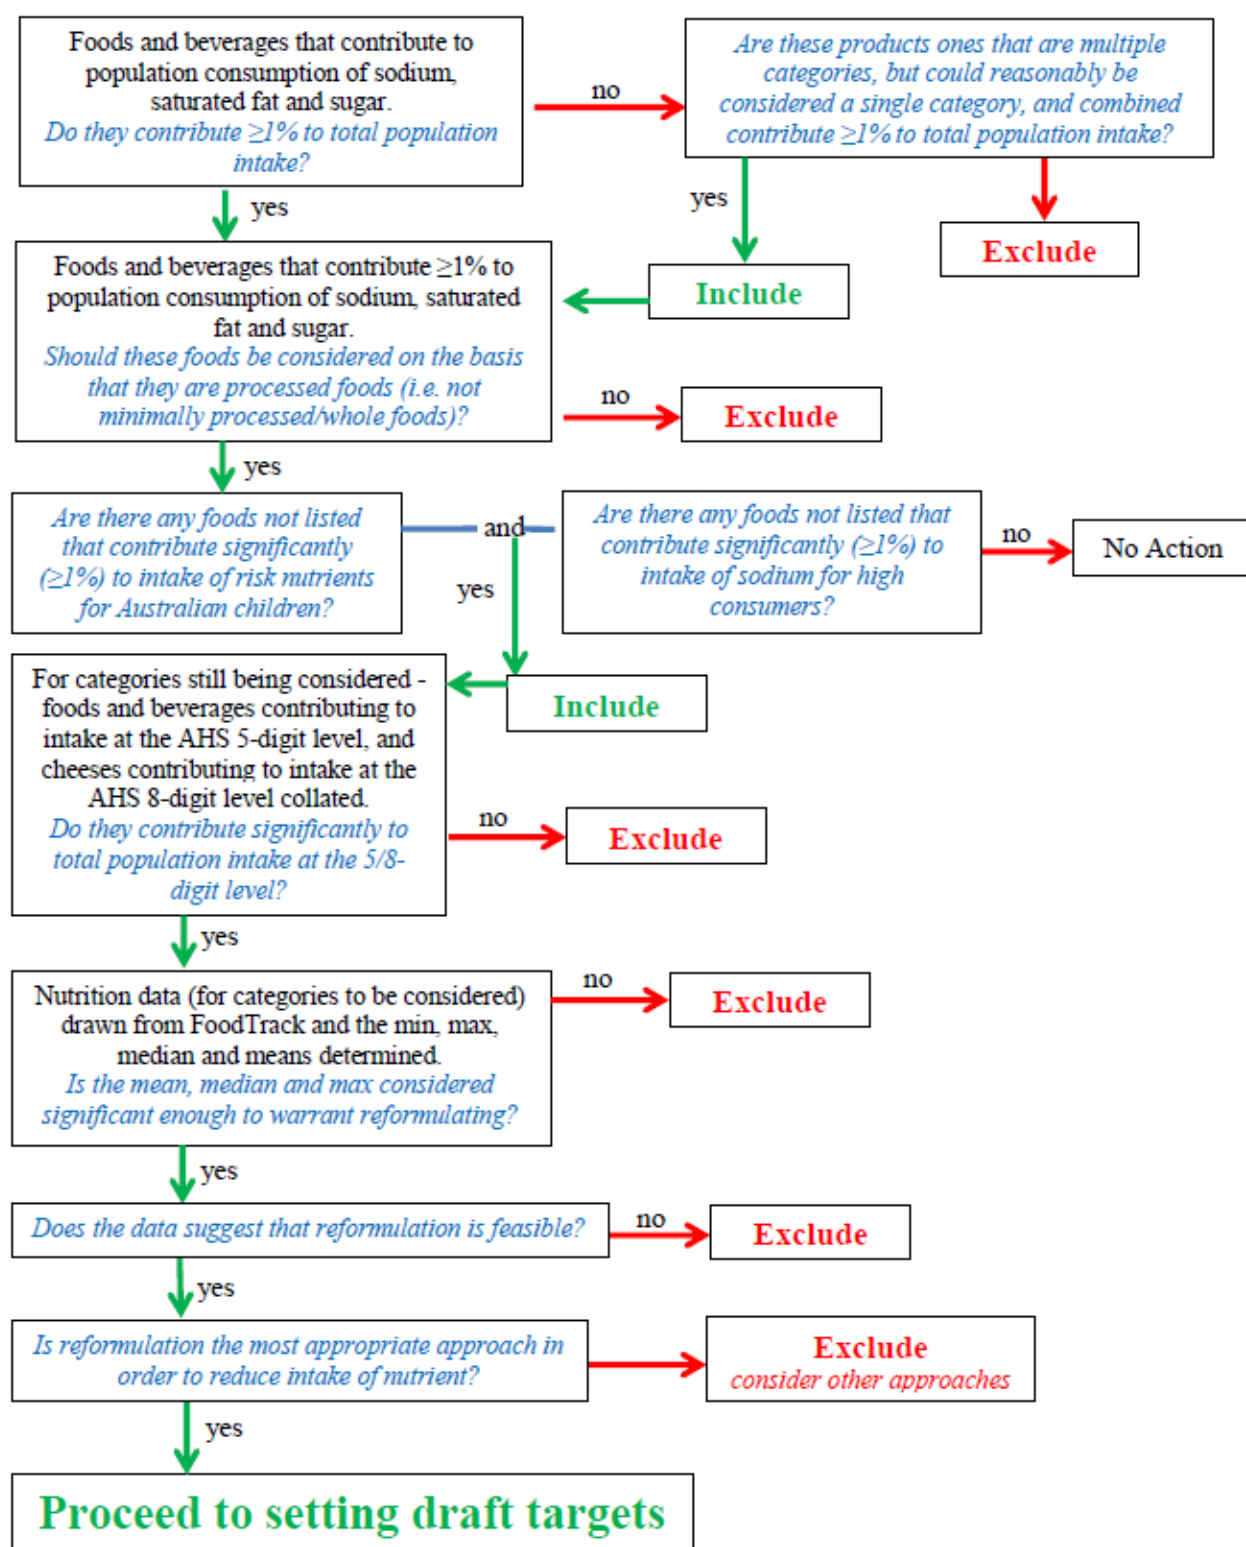 Foods and beverages that contribute to
population consumption of sodium,
saturated fat and sugar.
Do they contribute ≥1% to total population
intake?
no
Are these products ones that are multiple
categories, but could reasonably be
considered a single category, and combined
contribute ≥1% to total population intake?
yes
yes
Exclude
Include
Foods and beverages that contribute ≥1% to
population consumption of sodium, saturated
fat and sugar.
Should these foods be considered on the basis
that they are processed foods (i.e. not
minimally processed/whole foods)?
no
Exclude
yes
Are there any foods not listed
that contribute significantly
(≥1%) to intake of risk nutrients
for Australian children?
and
yes
Are there any foods not listed that
contribute significantly (≥1%) to
intake of sodium for high
consumers?
no
No Action
Include
For categories still being considered -
foods and beverages contributing to
intake at the AHS 5-digit level, and
cheeses contributing to intake at the
AHS 8-digit level collated.
Do they contribute significantly to
total population intake at the 5/8-
digit level?
no
Exclude
yes
Nutrition data (for categories to be considered)
drawn from FoodTrack and the min, max,
median and means determined.
Is the mean, median and max considered
significant enough to warrant reformulating?
no
Exclude
yes
Does the data suggest that reformulation is feasible?
no
Exclude
yes
Is reformulation the most appropriate approach in
order to reduce intake of nutrient?
Exclude
consider other approaches
yes
Proceed to setting draft targets